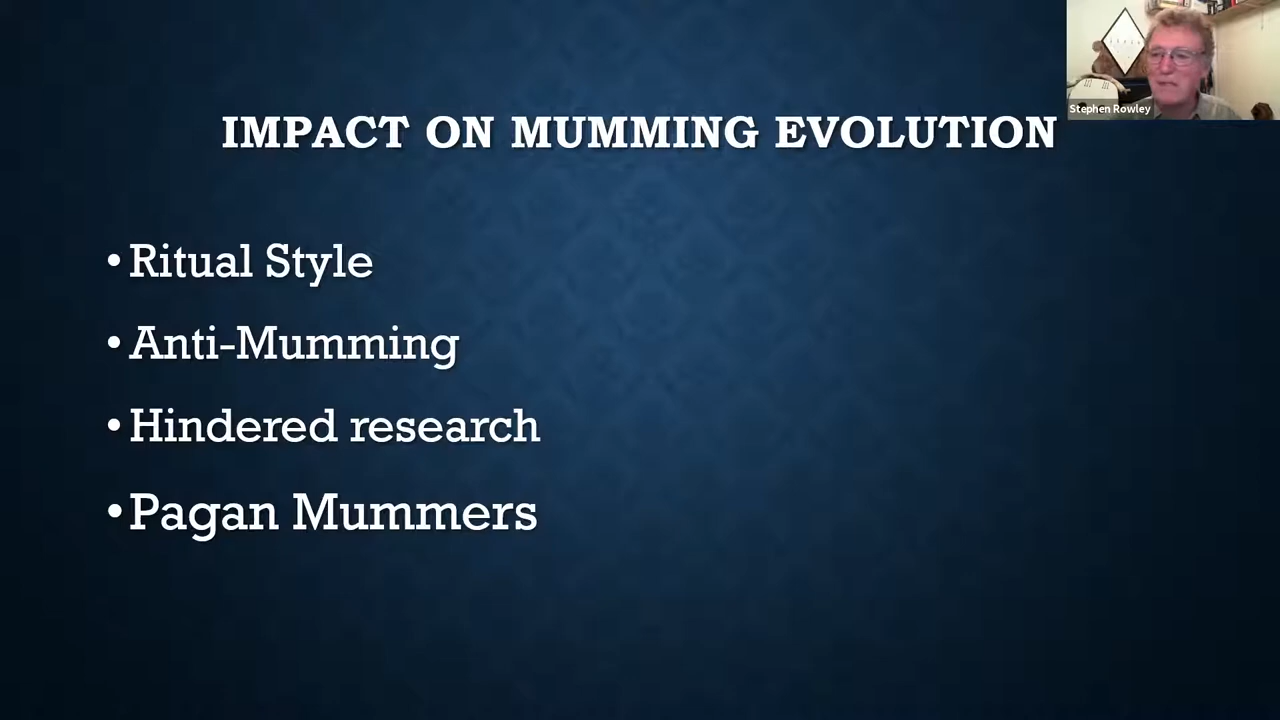 IMPACT ON MUMMING EVOLUTION
Stephen Rowley
• Ritual Style
• Anti-Mumming
• Hindered research
• Pagan Mummers